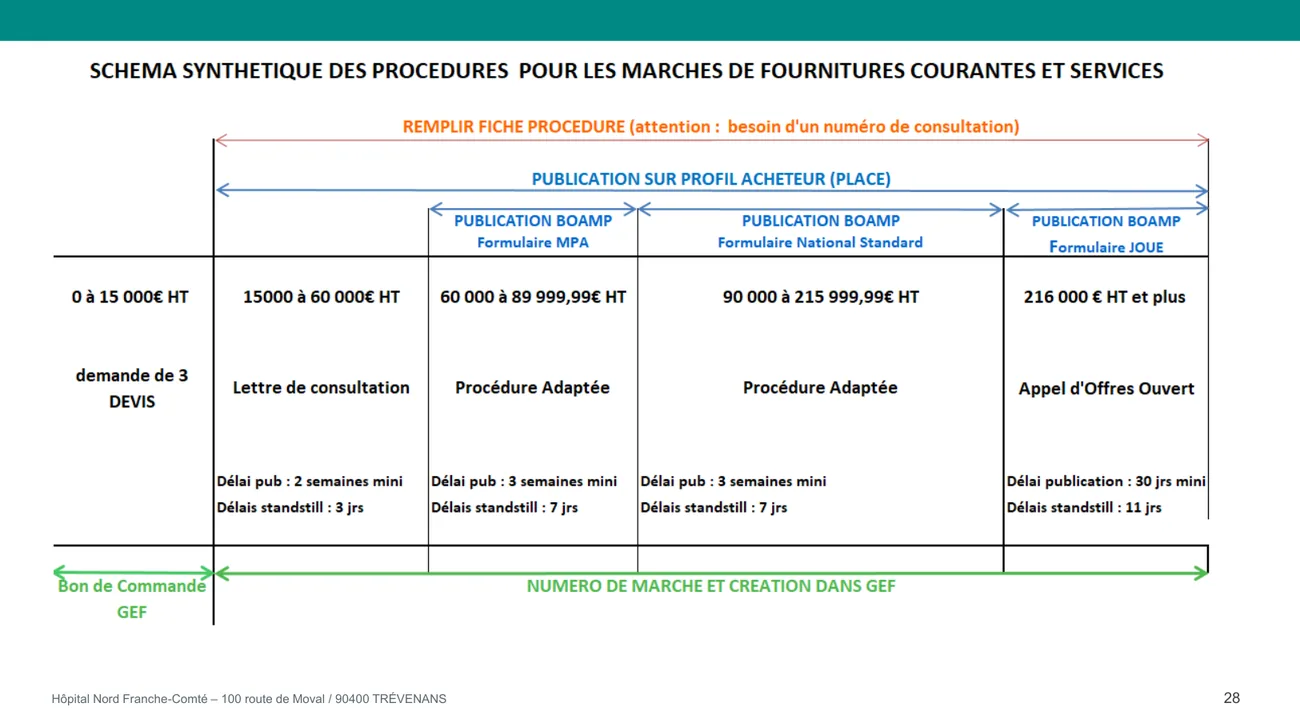 SCHEMA SYNTHETIQUE DES PROCEDURES POUR LES MARCHES DE FOURNITURES COURANTES ET SERVICES
REMPLIR FICHE PROCEDURE (attention : besoin d'un numéro de consultation)
PUBLICATION SUR PROFIL ACHETEUR (PLACE)
PUBLICATION BOAMP
Formulaire MPA
PUBLICATION BOAMP
Formulaire National Standard
PUBLICATION BOAMP
Formulaire JOUE
0 à 15 000€ HT
15000 à 60 000€ HT
60 000 à 89 999,99€ HT
90 000 à 215 999,99€ HT
216 000 € HT et plus
demande de 3
DEVIS
Lettre de consultation
Procédure Adaptée
Procédure Adaptée
Appel d'Offres Ouvert
Délai pub : 2 semaines mini
Délais standstill : 3 jrs
Délai pub : 3 semaines mini
Délais standstill : 7 jrs
Délai pub : 3 semaines mini
Délais standstill : 7 jrs
Délai publication : 30 jrs mini
Délais standstill : 11 jrs
Bon de Commande
GEF
NUMERO DE MARCHE ET CREATION DANS GEF
Hôpital Nord Franche-Comté – 100 route de Moval / 90400 TRÉVENANS
28